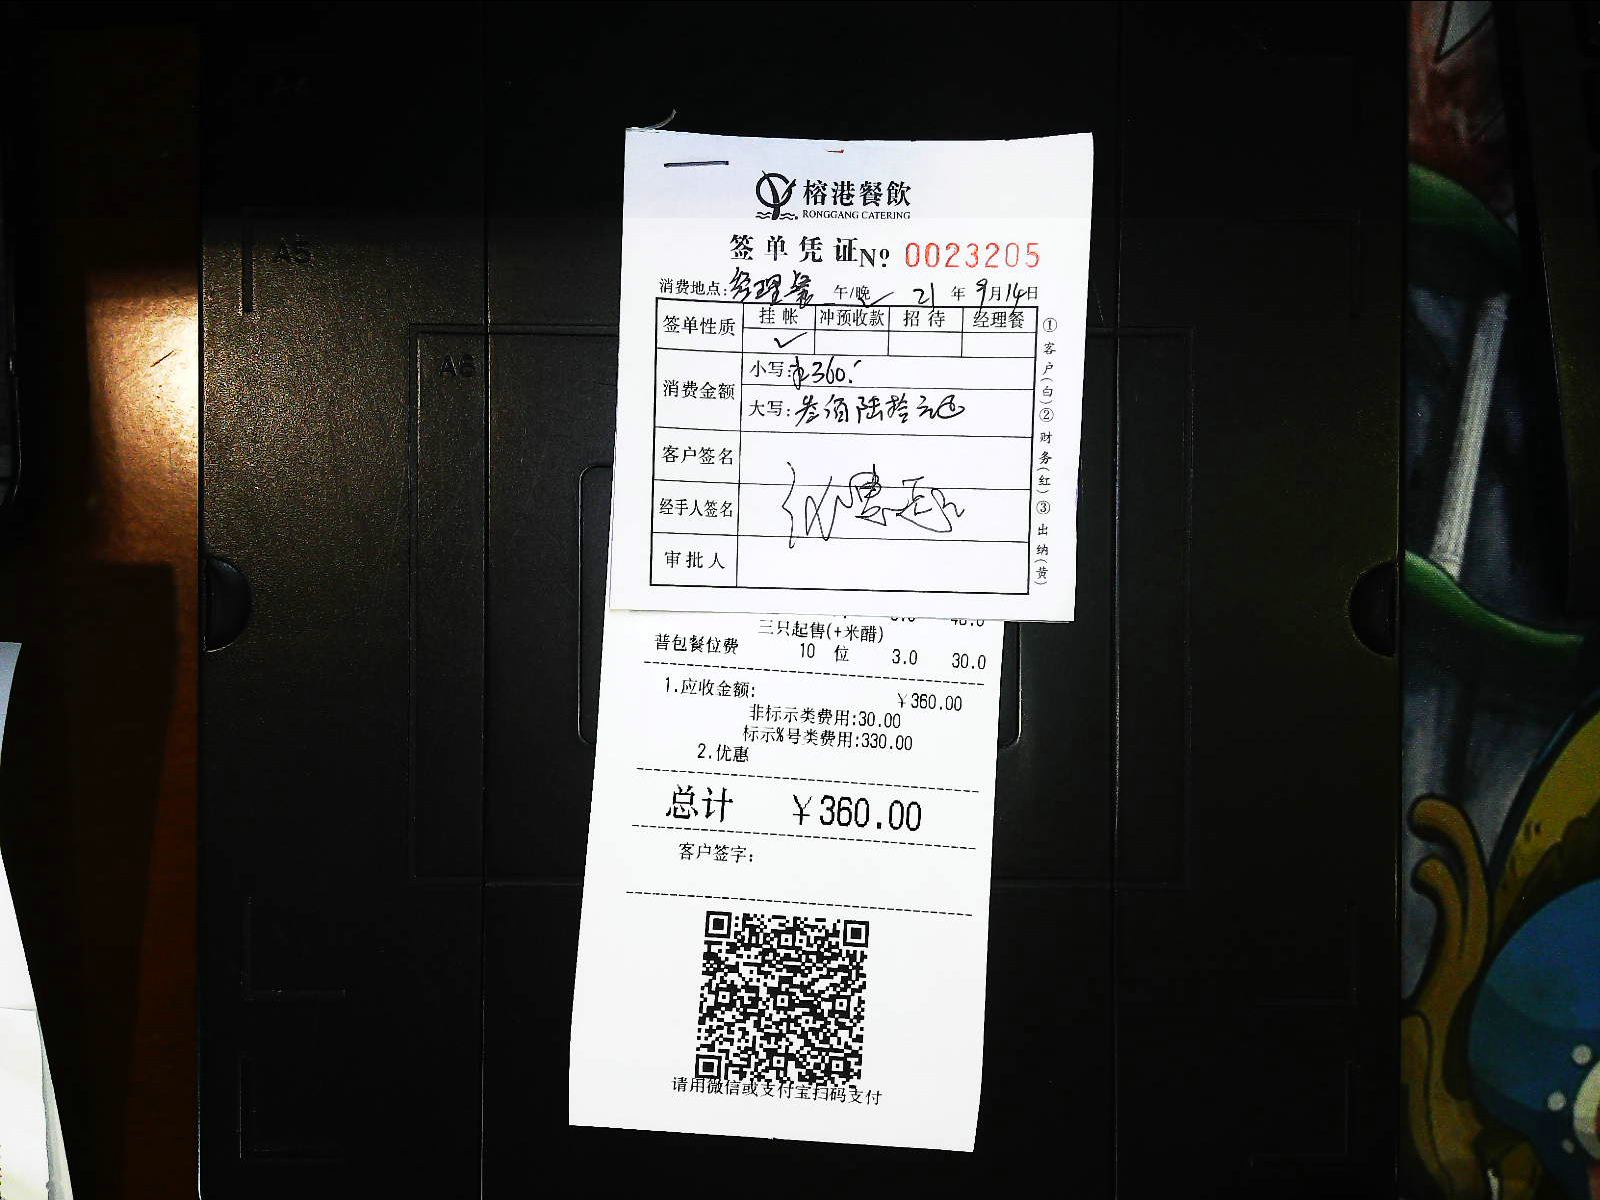 榕港餐飲
RONGGANG CATERING
签单凭证 Nº 0023205
消费地点: 经理餐 午/晚 ✓ 21 年 9 月 14 日
签单性质 挂帐 冲预收款 招待 经理餐
✓
消费金额 小写: ¥360.
大写: 叁佰陆拾元正
客户签名
经手人签名
审批人
①客户(白)②财务(红)③出纳(黄)
三只起售(+米醋)
普包餐位费 10 位 3.0 30.0
1.应收金额: ¥360.00
非标示类费用:30.00
标示%号类费用:330.00
2.优惠
总计 ¥360.00
客户签字:
请用微信或支付宝扫码支付
A5
A6